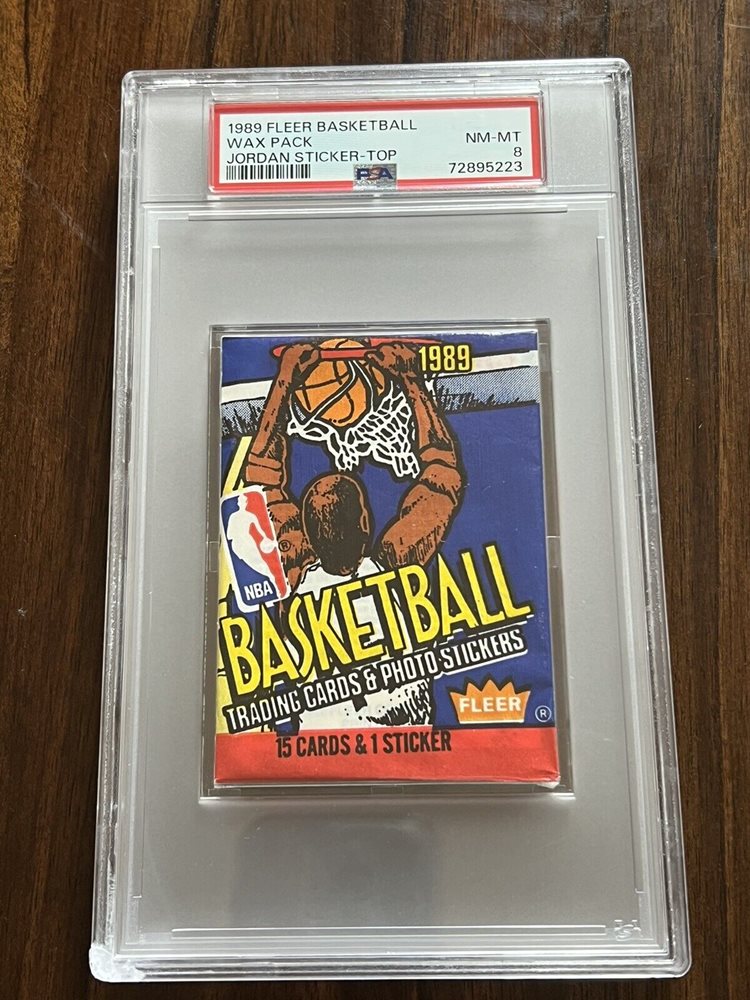 1989 FLEER BASKETBALL
WAX PACK
JORDAN STICKER-TOP
NM-MT
8
72895223
PSA
1989
NBA
®
BASKETBALL
TRADING CARDS & PHOTO STICKERS
FLEER
®
15 CARDS & 1 STICKER